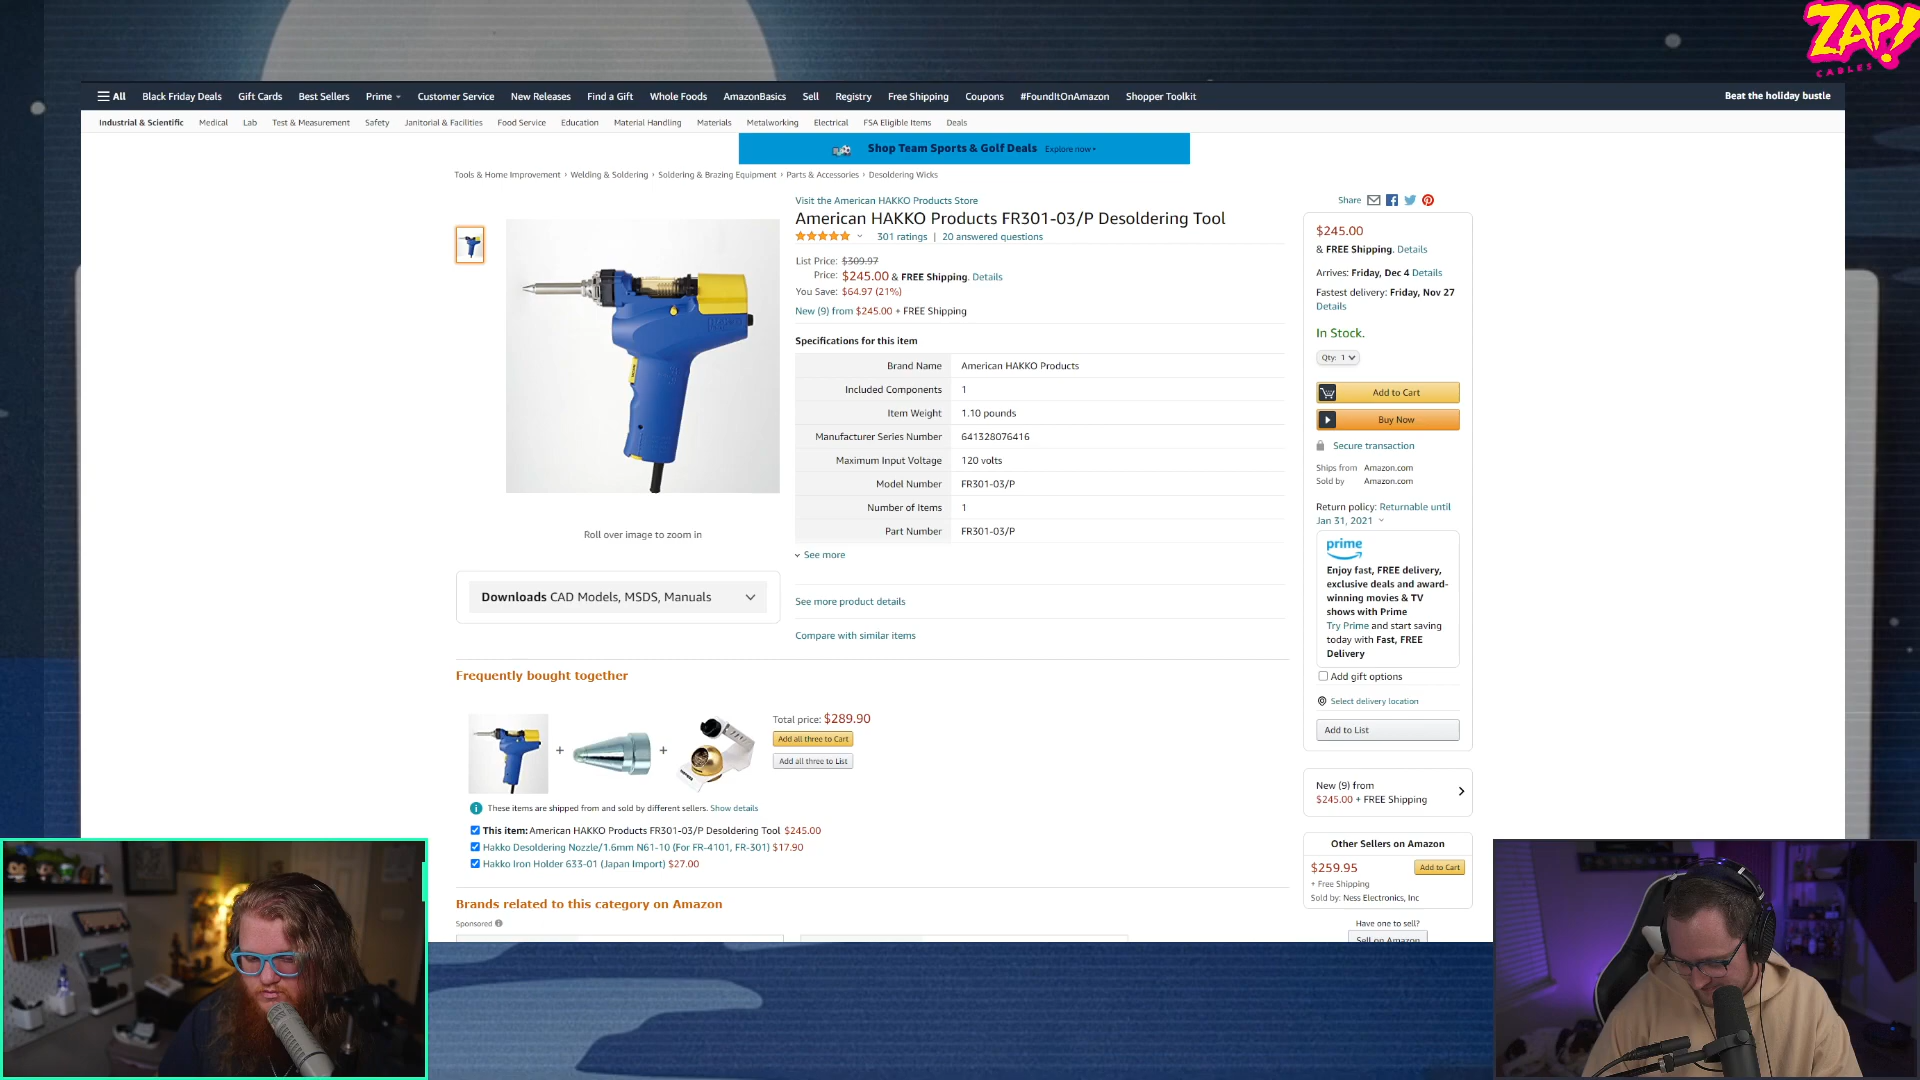 ZAP!
CABLES
All Black Friday Deals Gift Cards Best Sellers Prime Customer Service New Releases Find a Gift Whole Foods AmazonBasics Sell Registry Free Shipping Coupons #FoundItOnAmazon Shopper Toolkit Beat the holiday bustle
Industrial & Scientific Medical Lab Test & Measurement Safety Janitorial & Facilities Food Service Education Material Handling Materials Metalworking Electrical FSA Eligible Items Deals
Shop Team Sports & Golf Deals Explore now ›
Tools & Home Improvement › Welding & Soldering › Soldering & Brazing Equipment › Parts & Accessories › Desoldering Wicks
Roll over image to zoom in
Downloads CAD Models, MSDS, Manuals
Visit the American HAKKO Products Store
American HAKKO Products FR301-03/P Desoldering Tool
301 ratings | 20 answered questions
List Price: $309.97
Price: $245.00 & FREE Shipping. Details
You Save: $64.97 (21%)
New (9) from $245.00 + FREE Shipping
Specifications for this item
Brand Name American HAKKO Products
Included Components 1
Item Weight 1.10 pounds
Manufacturer Series Number 641328076416
Maximum Input Voltage 120 volts
Model Number FR301-03/P
Number of Items 1
Part Number FR301-03/P
See more
See more product details
Compare with similar items
Share
$245.00
& FREE Shipping. Details
Arrives: Friday, Dec 4 Details
Fastest delivery: Friday, Nov 27
Details
In Stock.
Qty: 1
Add to Cart
Buy Now
Secure transaction
Ships from Amazon.com
Sold by Amazon.com
Return policy: Returnable until
Jan 31, 2021
prime
Enjoy fast, FREE delivery,
exclusive deals and award-
winning movies & TV
shows with Prime
Try Prime and start saving
today with Fast, FREE
Delivery
Add gift options
Select delivery location
Add to List
New (9) from
$245.00 + FREE Shipping
Other Sellers on Amazon
$259.95 Add to Cart
+ Free Shipping
Sold by: Ness Electronics, Inc
Have one to sell?
Sell on Amazon
Frequently bought together
+ +
Total price: $289.90
Add all three to Cart
Add all three to List
These items are shipped from and sold by different sellers. Show details
This item: American HAKKO Products FR301-03/P Desoldering Tool $245.00
Hakko Desoldering Nozzle/1.6mm N61-10 (For FR-4101, FR-301) $17.90
Hakko Iron Holder 633-01 (Japan Import) $27.00
Brands related to this category on Amazon
Sponsored